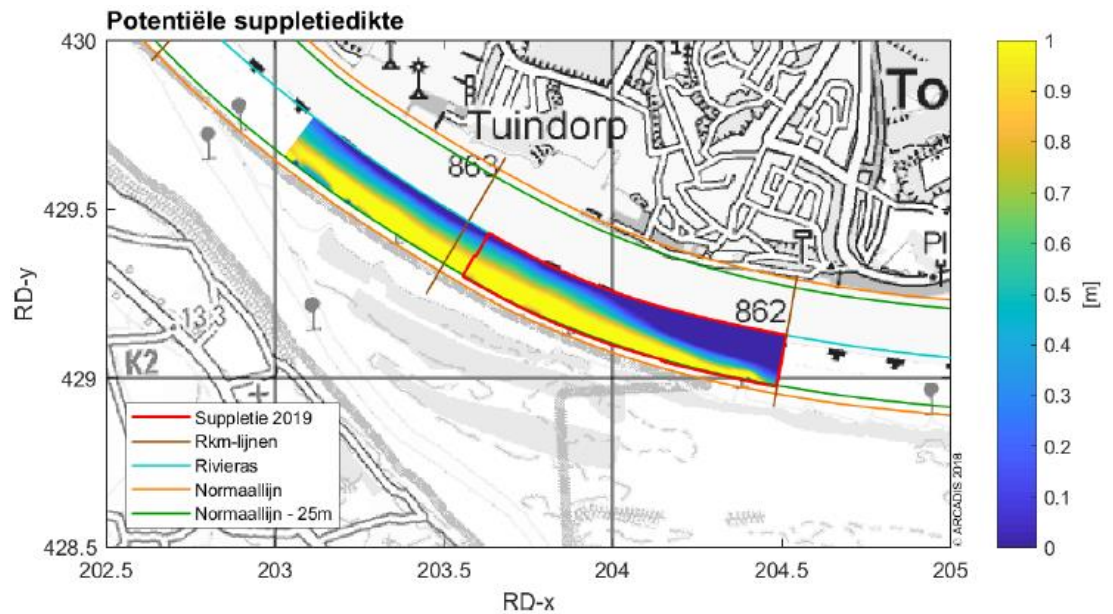 Potentiële suppletiedikte
430
429.5
429
428.5
RD-y
202.5
203
203.5
204
204.5
205
RD-x
Tuindorp
To
863
862
Pl
13.3
K2
Suppletie 2019
Rkm-lijnen
Rivieras
Normaallijn
Normaallijn - 25m
© ARCADIS 2018
1
0.9
0.8
0.7
0.6
0.5
0.4
0.3
0.2
0.1
0
[m]